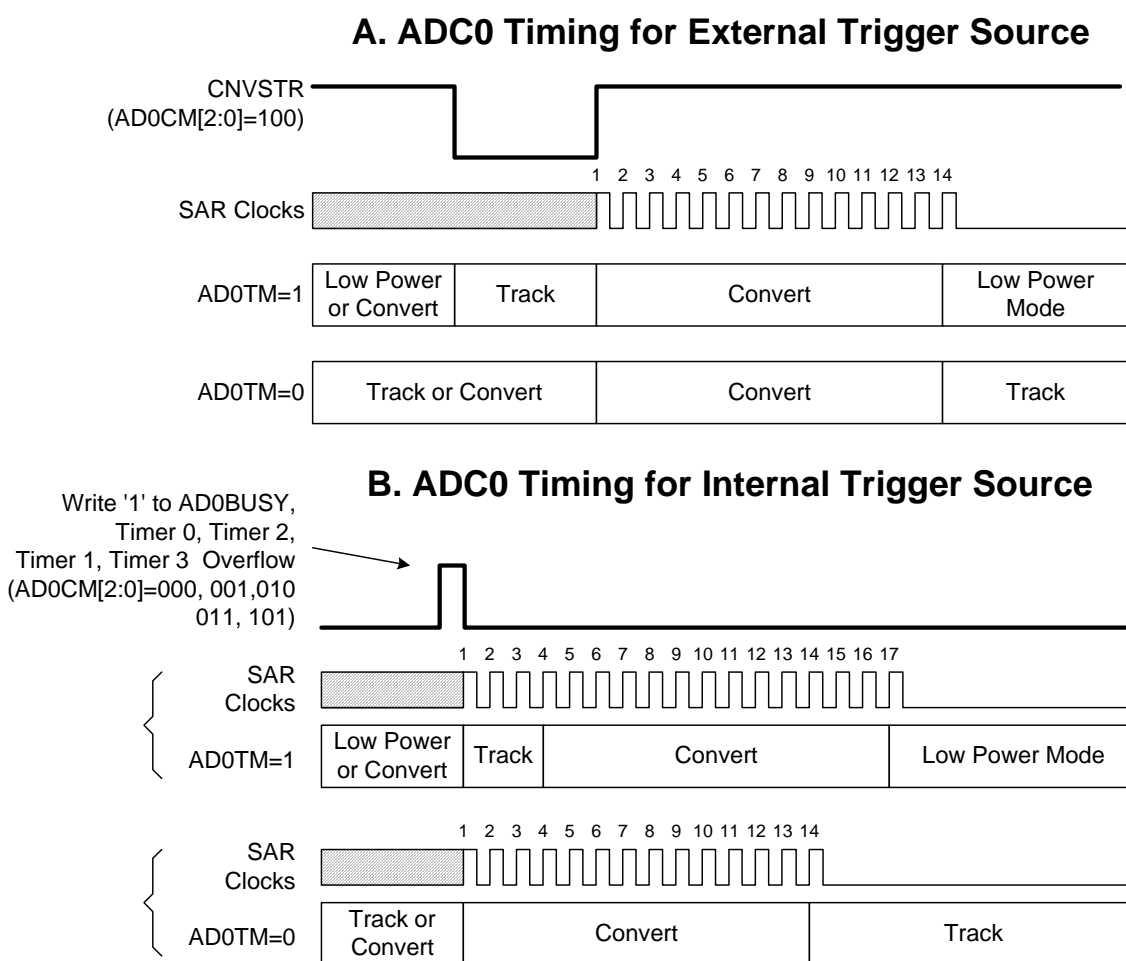 A. ADC0 Timing for External Trigger Source
CNVSTR
(AD0CM[2:0]=100)
1 2 3 4 5 6 7 8 9 10 11 12 13 14
SAR Clocks
AD0TM=1
Low Power
or Convert
Track
Convert
Low Power
Mode
AD0TM=0
Track or Convert
Convert
Track
B. ADC0 Timing for Internal Trigger Source
Write '1' to AD0BUSY,
Timer 0, Timer 2,
Timer 1, Timer 3 Overflow
(AD0CM[2:0]=000, 001,010
011, 101)
1 2 3 4 5 6 7 8 9 10 11 12 13 14 15 16 17
SAR
Clocks
AD0TM=1
Low Power
or Convert
Track
Convert
Low Power Mode
1 2 3 4 5 6 7 8 9 10 11 12 13 14
SAR
Clocks
AD0TM=0
Track or
Convert
Convert
Track